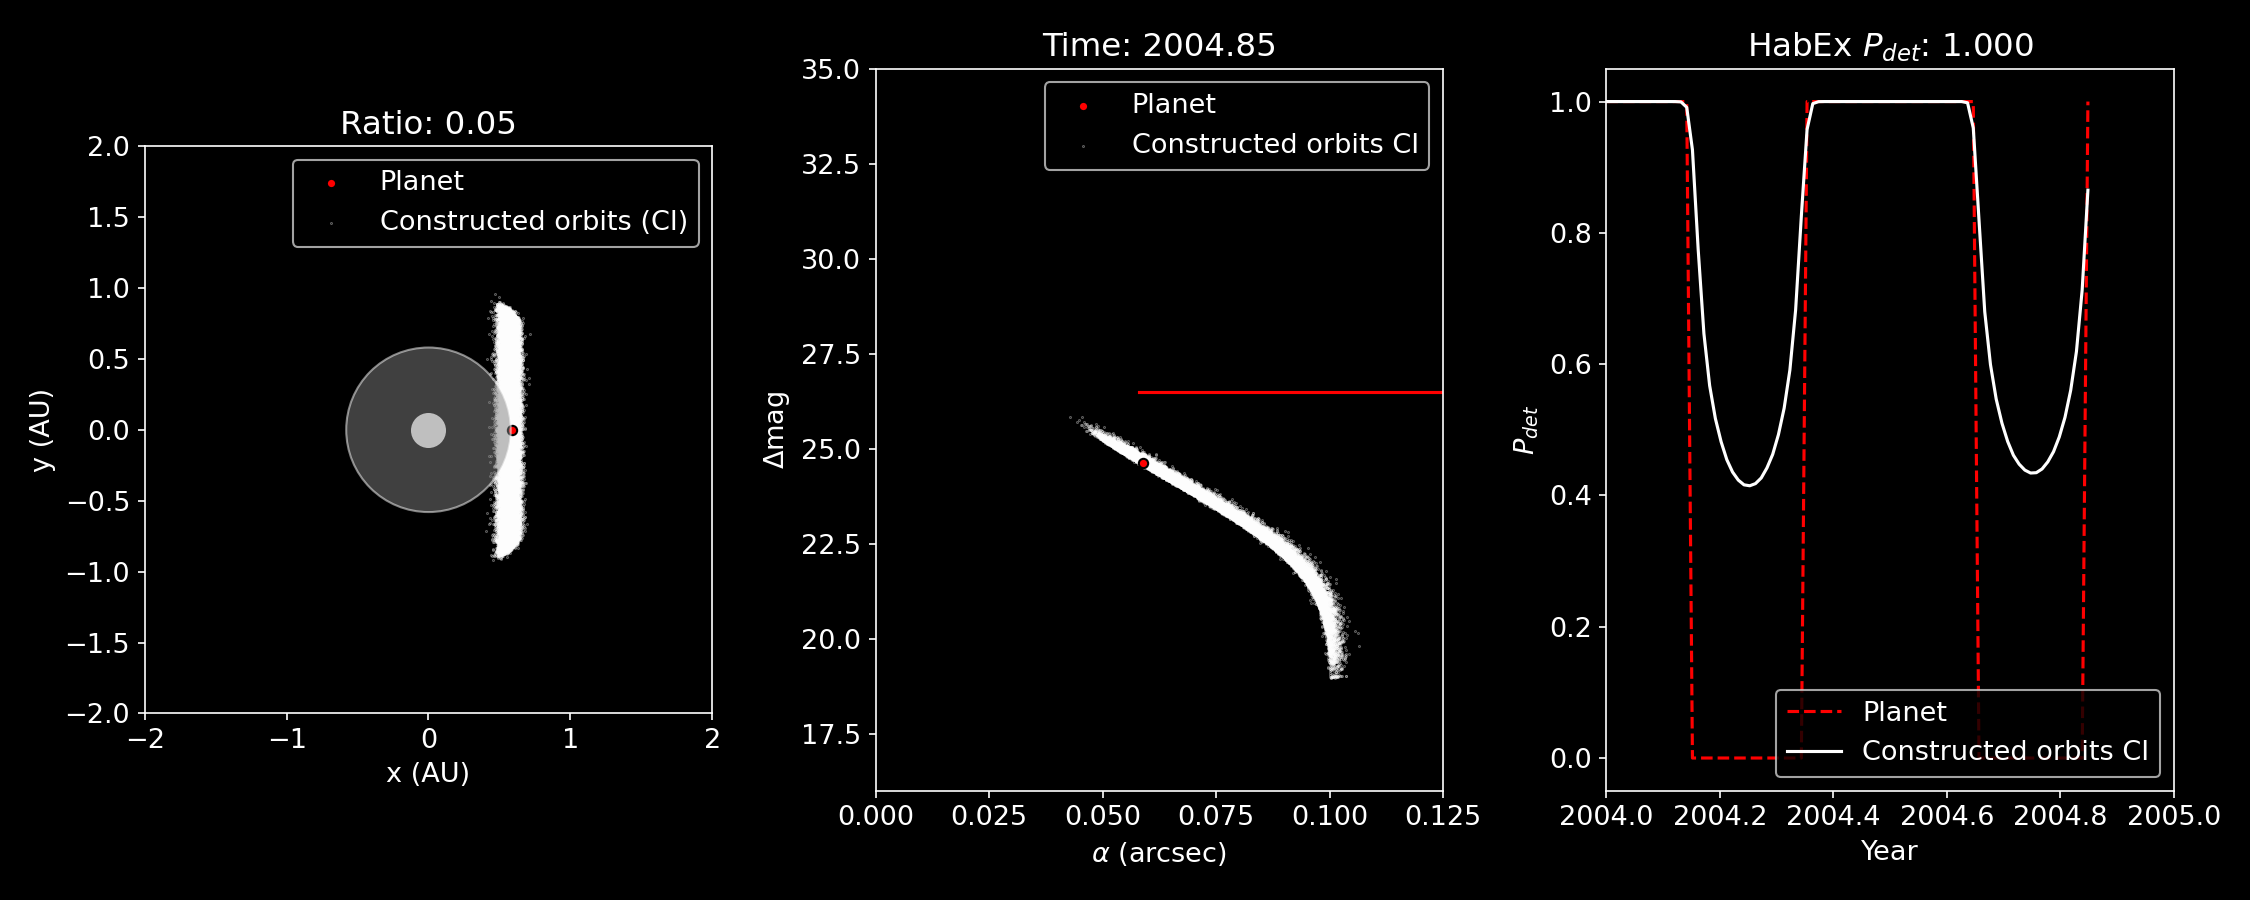 Ratio: 0.05
2.0
1.5
1.0
0.5
0.0
−0.5
−1.0
−1.5
−2.0
y (AU)
−2
−1
0
1
2
x (AU)
Planet
Constructed orbits (CI)
Time: 2004.85
35.0
32.5
30.0
27.5
25.0
22.5
20.0
17.5
Δmag
0.000
0.025
0.050
0.075
0.100
0.125
α (arcsec)
Planet
Constructed orbits CI
HabEx P_det: 1.000
1.0
0.8
0.6
0.4
0.2
0.0
P_det
2004.0
2004.2
2004.4
2004.6
2004.8
2005.0
Year
Planet
Constructed orbits CI